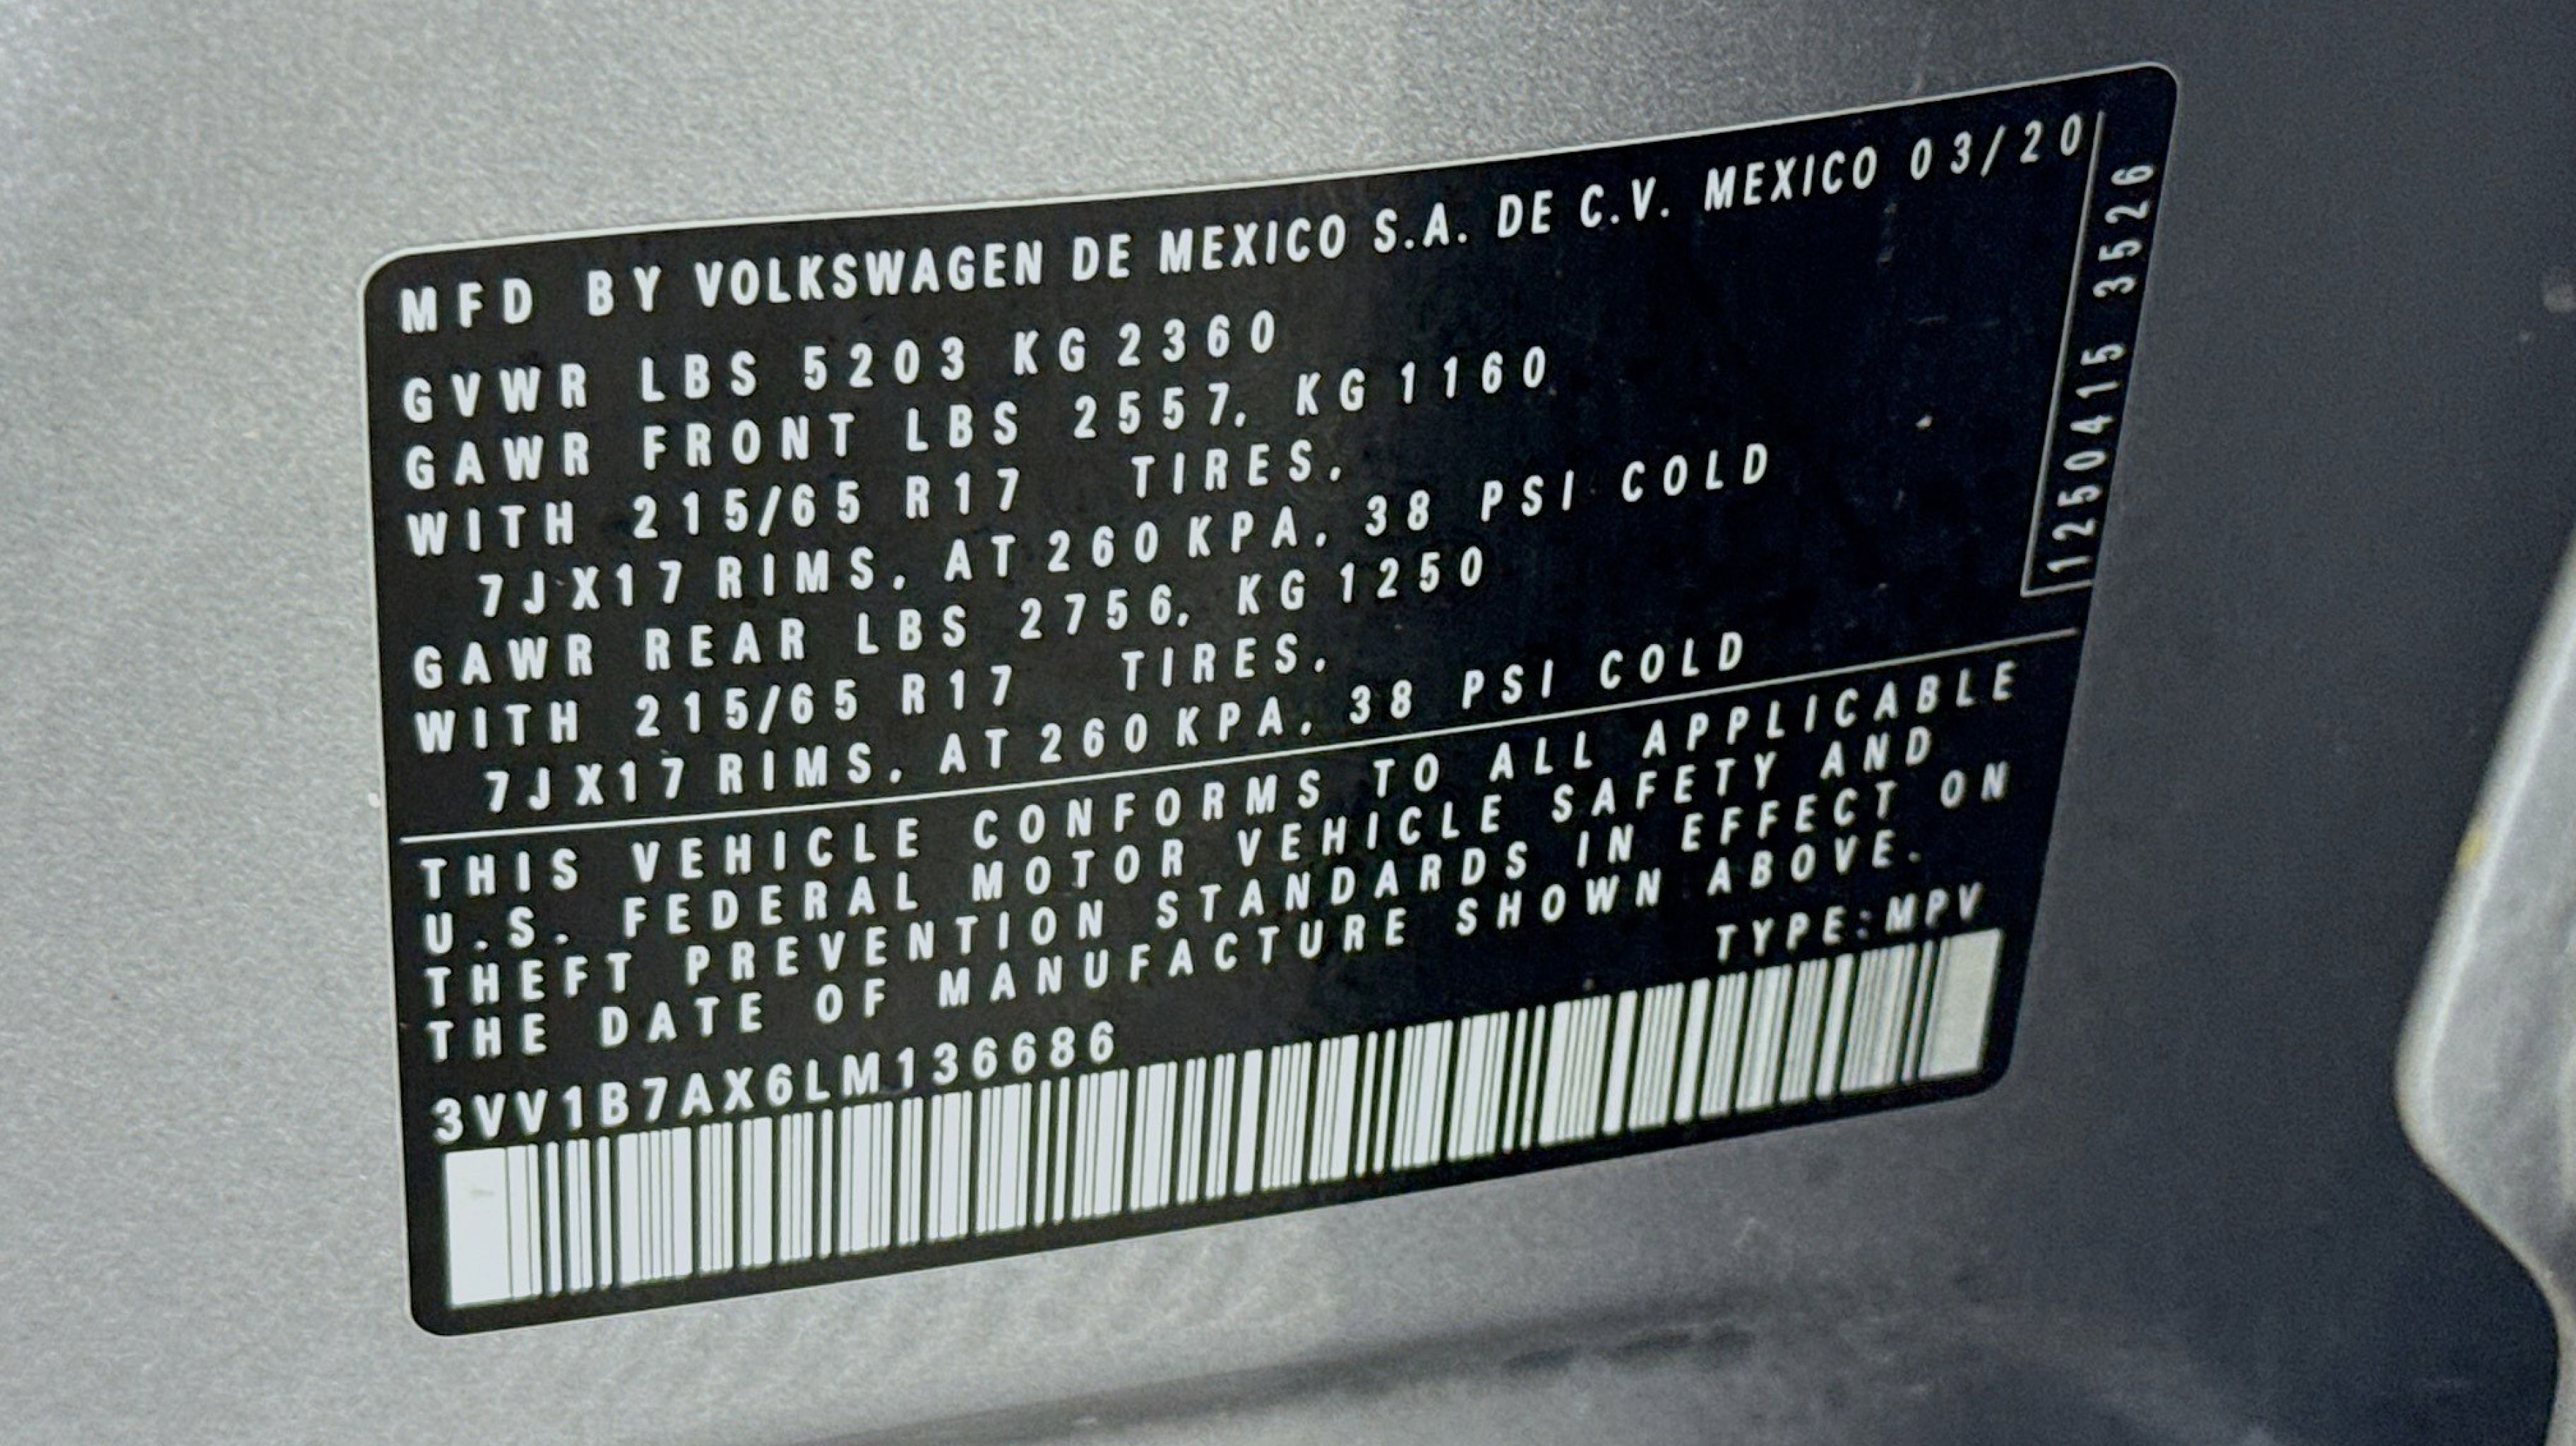 MFD BY VOLKSWAGEN DE MEXICO S.A. DE C.V. MEXICO 03/20
GVWR LBS 5203 KG 2360
GAWR FRONT LBS 2557, KG 1160
WITH 215/65 R17 TIRES,
7JX17 RIMS, AT 260 KPA, 38 PSI COLD
GAWR REAR LBS 2756, KG 1250
WITH 215/65 R17 TIRES,
7JX17 RIMS, AT 260 KPA, 38 PSI COLD
1250415 3526
THIS VEHICLE CONFORMS TO ALL APPLICABLE
U.S. FEDERAL MOTOR VEHICLE SAFETY AND
THEFT PREVENTION STANDARDS IN EFFECT ON
THE DATE OF MANUFACTURE SHOWN ABOVE.
TYPE:MPV
3VV1B7AX6LM136686